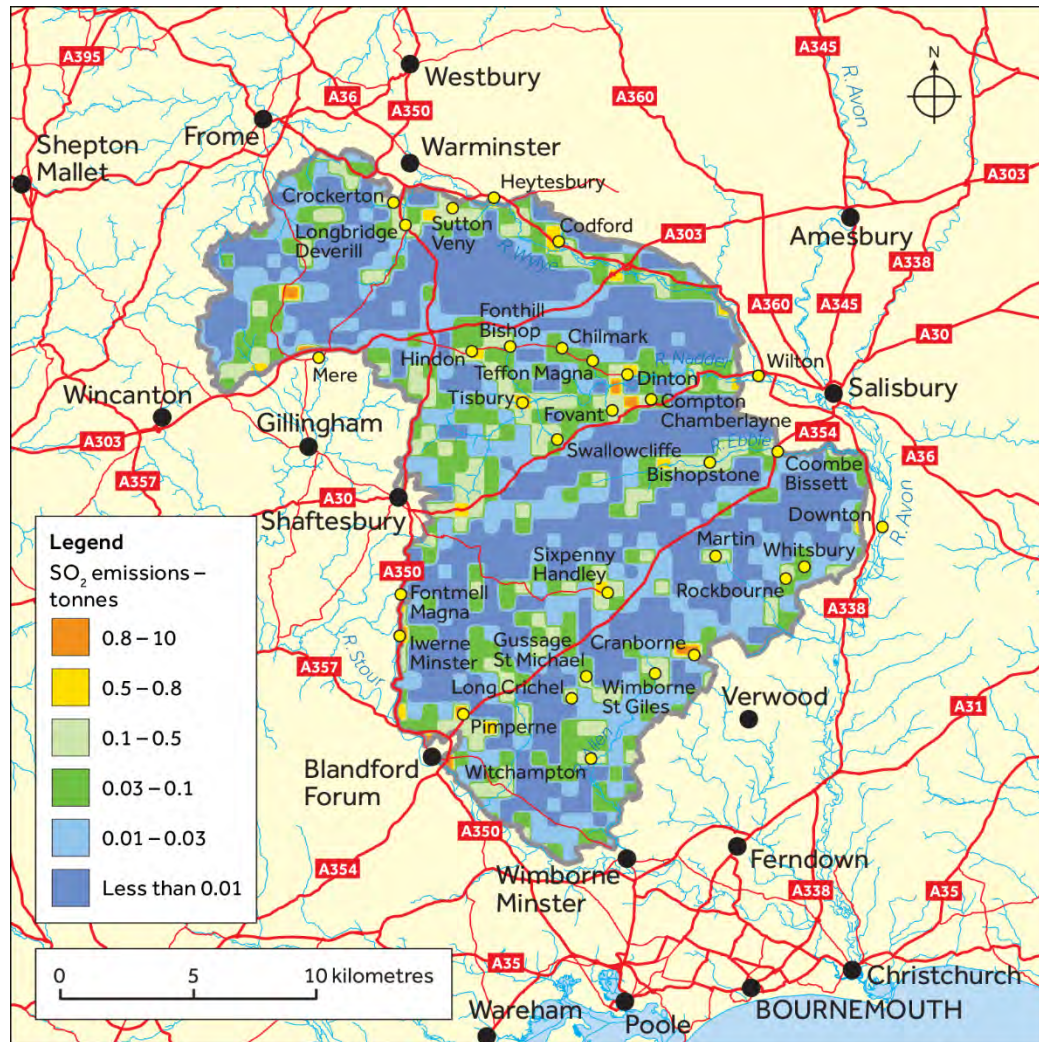 A395
A345
Westbury
R. Avon
N
A36
A350
A360
Frome
Shepton
Mallet
Warminster
Heytesbury
A303
Crockerton
Longbridge
Deverill
Sutton
Veny
Codford
A303
Amesbury
R. Wylye
A338
A360
A345
A30
Fonthill
Bishop
Chilmark
Hindon
Teffon Magna
R. Nadder
Mere
Dinton
Wilton
Wincanton
Tisbury
Compton
Chamberlayne
Salisbury
Gillingham
Fovant
A303
A354
Swallowcliffe
R. Ebble
A36
A357
Bishopstone
Coombe
Bissett
A30
Shaftesbury
Downton
R. Avon
Legend
SO2 emissions –
tonnes
0.8 – 10
0.5 – 0.8
0.1 – 0.5
0.03 – 0.1
0.01 – 0.03
Less than 0.01
Martin
Whitsbury
Sixpenny
Handley
Rockbourne
A350
Fontmell
Magna
A338
Iwerne
Minster
Gussage
St Michael
Cranborne
R. Stour
A357
Long Crichel
Wimborne
St Giles
Verwood
A31
Pimperne
Allen
Blandford
Forum
Witchampton
A350
A354
Wimborne
Minster
Ferndown
A338
A35
0
5
10 kilometres
A35
Christchurch
Wareham
Poole
BOURNEMOUTH